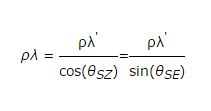 ρλ = ρλ' / cos(θSZ) = ρλ' / sin(θSE)